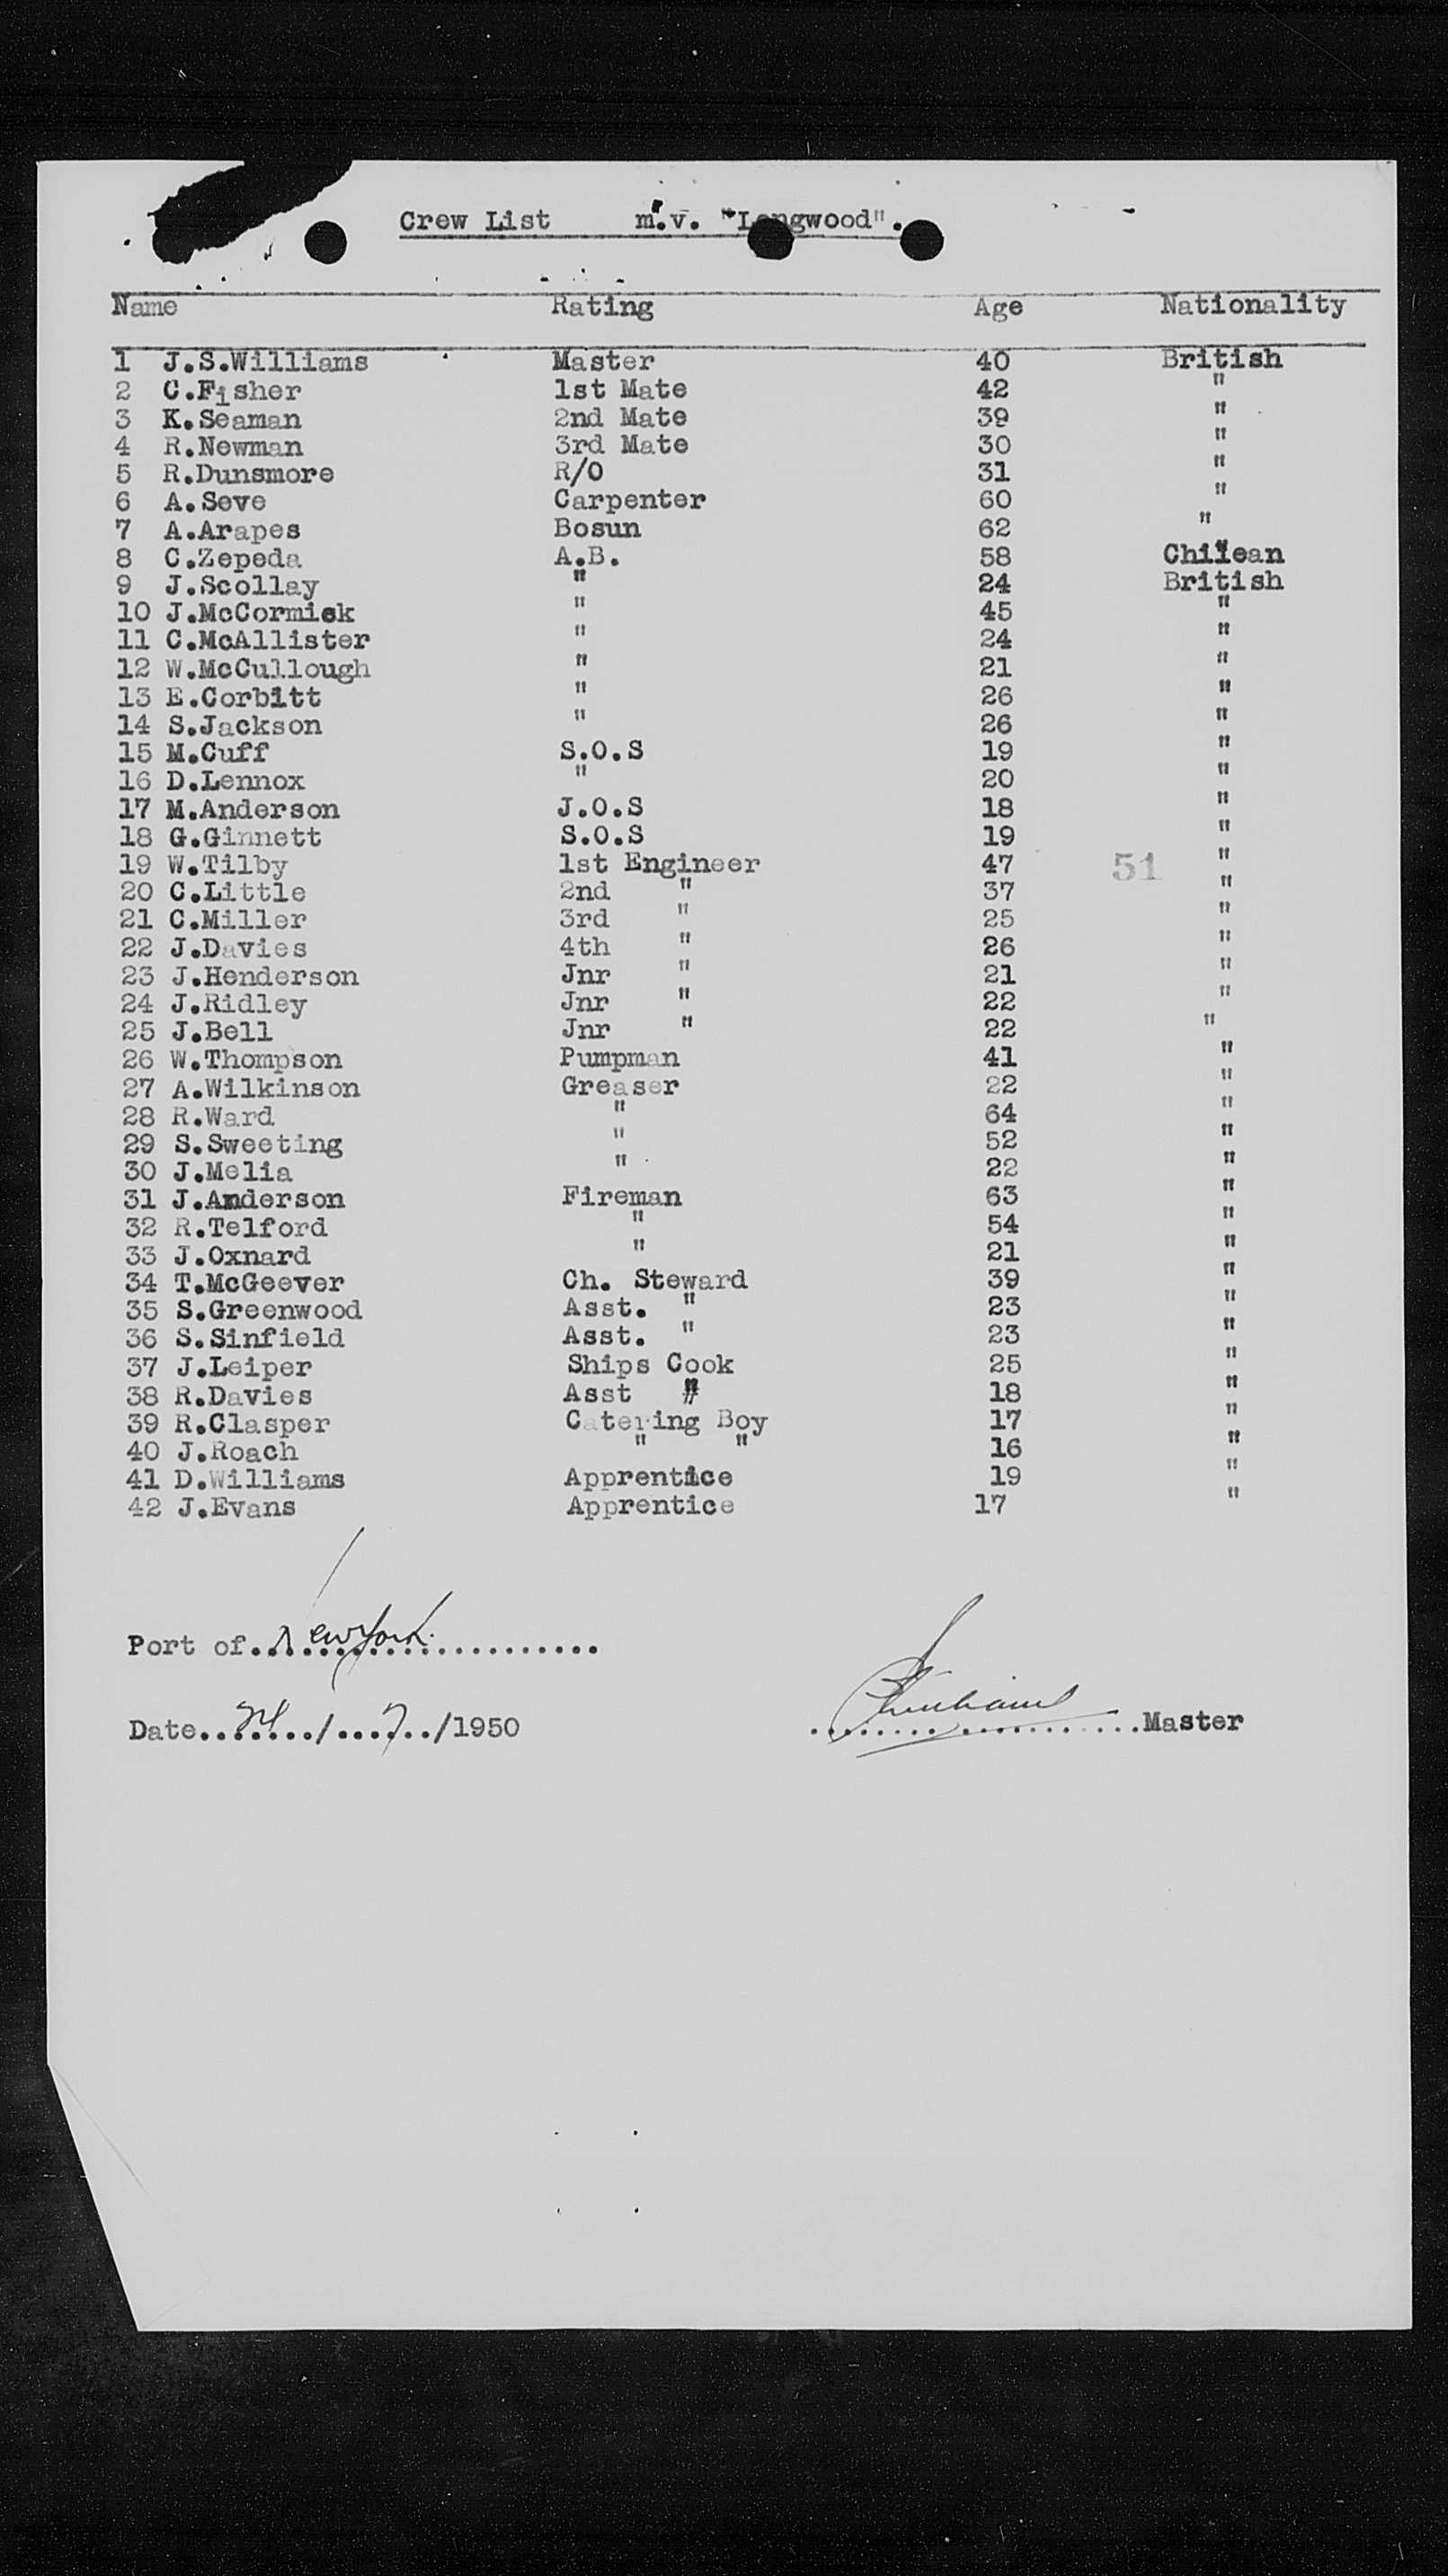 Crew List m.v. "Longwood".
Name Rating Age Nationality
1 J.S.Williams Master 40 British
2 C.Fisher 1st Mate 42 "
3 K.Seaman 2nd Mate 39 "
4 R.Newman 3rd Mate 30 "
5 R.Dunsmore R/O 31 "
6 A.Seve Carpenter 60 "
7 A.Arapes Bosun 62 "
8 C.Zepeda A.B. 58 Chilean
9 J.Scollay " 24 British
10 J.McCormick " 45 "
11 C.McAllister " 24 "
12 W.McCullough " 21 "
13 E.Corbitt " 26 "
14 S.Jackson " 26 "
15 M.Cuff S.O.S 19 "
16 D.Lennox " 20 "
17 M.Anderson J.O.S 18 "
18 G.Ginnett S.O.S 19 "
19 W.Tilby 1st Engineer 47 51 "
20 C.Little 2nd " 37 "
21 C.Miller 3rd " 25 "
22 J.Davies 4th " 26 "
23 J.Henderson Jnr " 21 "
24 J.Ridley Jnr " 22 "
25 J.Bell Jnr " 22 "
26 W.Thompson Pumpman 41 "
27 A.Wilkinson Greaser 22 "
28 R.Ward " 64 "
29 S.Sweeting " 52 "
30 J.Melia " 22 "
31 J.Anderson Fireman 63 "
32 R.Telford " 54 "
33 J.Oxnard " 21 "
34 T.McGeever Ch. Steward 39 "
35 S.Greenwood Asst. " 23 "
36 S.Sinfield Asst. " 23 "
37 J.Leiper Ships Cook 25 "
38 R.Davies Asst " 18 "
39 R.Clasper Catering Boy 17 "
40 J.Roach " " 16 "
41 D.Williams Apprentice 19 "
42 J.Evans Apprentice 17 "
Port of New York.
Date 24/7/1950 Master